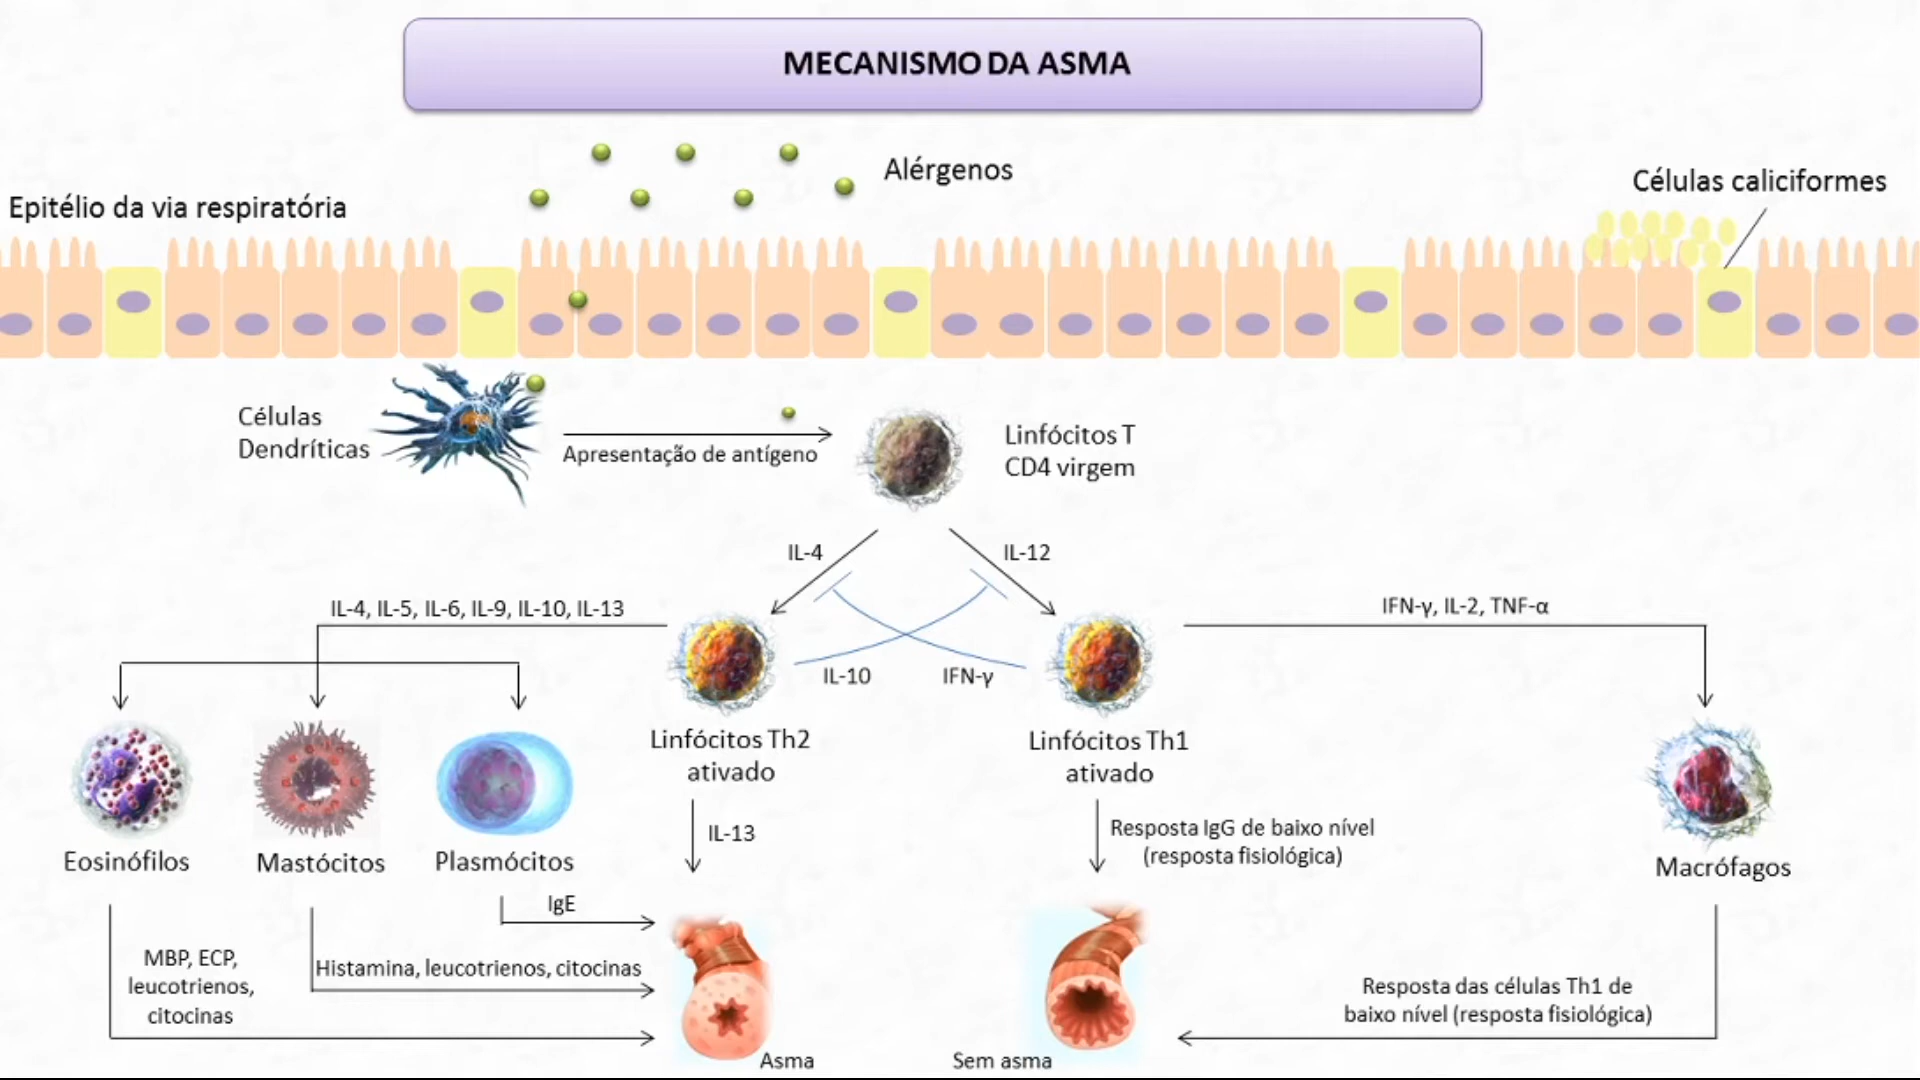 MECANISMO DA ASMA
Alérgenos
Células caliciformes
Epitélio da via respiratória
Células
Dendríticas
Apresentação de antígeno
Linfócitos T
CD4 virgem
IL-4
IL-12
IL-4, IL-5, IL-6, IL-9, IL-10, IL-13
IFN-γ, IL-2, TNF-α
IL-10
IFN-γ
Linfócitos Th2
ativado
Linfócitos Th1
ativado
IL-13
Resposta IgG de baixo nível
(resposta fisiológica)
Eosinófilos
Mastócitos
Plasmócitos
Macrófagos
IgE
MBP, ECP,
leucotrienos,
citocinas
Histamina, leucotrienos, citocinas
Resposta das células Th1 de
baixo nível (resposta fisiológica)
Asma
Sem asma